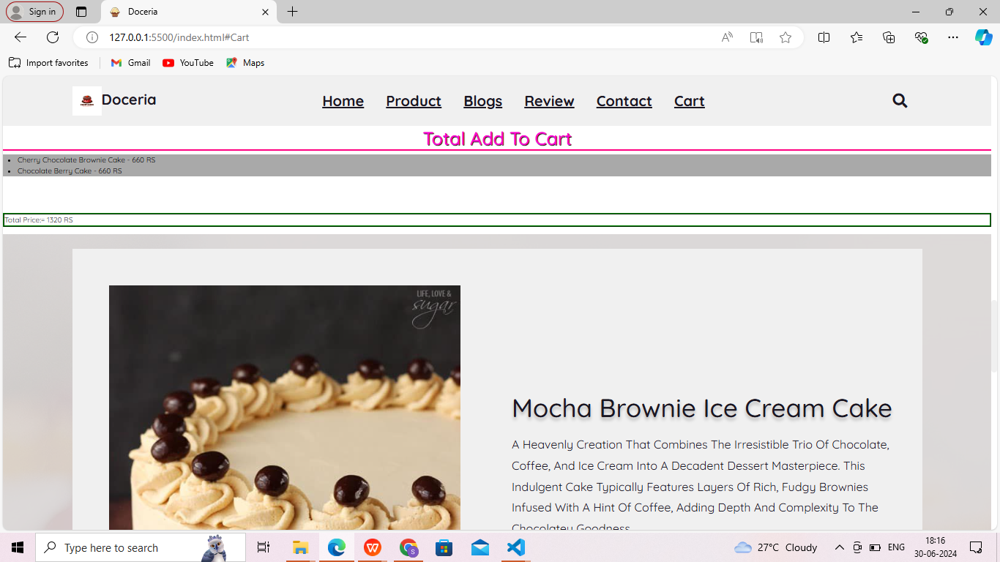 Sign in
Doceria
127.0.0.1:5500/index.html#Cart
Import favorites
Gmail
YouTube
Maps
Doceria
Home
Product
Blogs
Review
Contact
Cart
Total Add To Cart
Cherry Chocolate Brownie Cake - 660 RS
Chocolate Berry Cake - 660 RS
Total Price:= 1320 RS
LIFE, LOVE &
sugar
Mocha Brownie Ice Cream Cake
A Heavenly Creation That Combines The Irresistible Trio Of Chocolate,
Coffee, And Ice Cream Into A Decadent Dessert Masterpiece. This
Indulgent Cake Typically Features Layers Of Rich, Fudgy Brownies
Infused With A Hint Of Coffee, Adding Depth And Complexity To The
Chocolatey Goodness
Type here to search
27°C Cloudy
ENG
18:16
30-06-2024